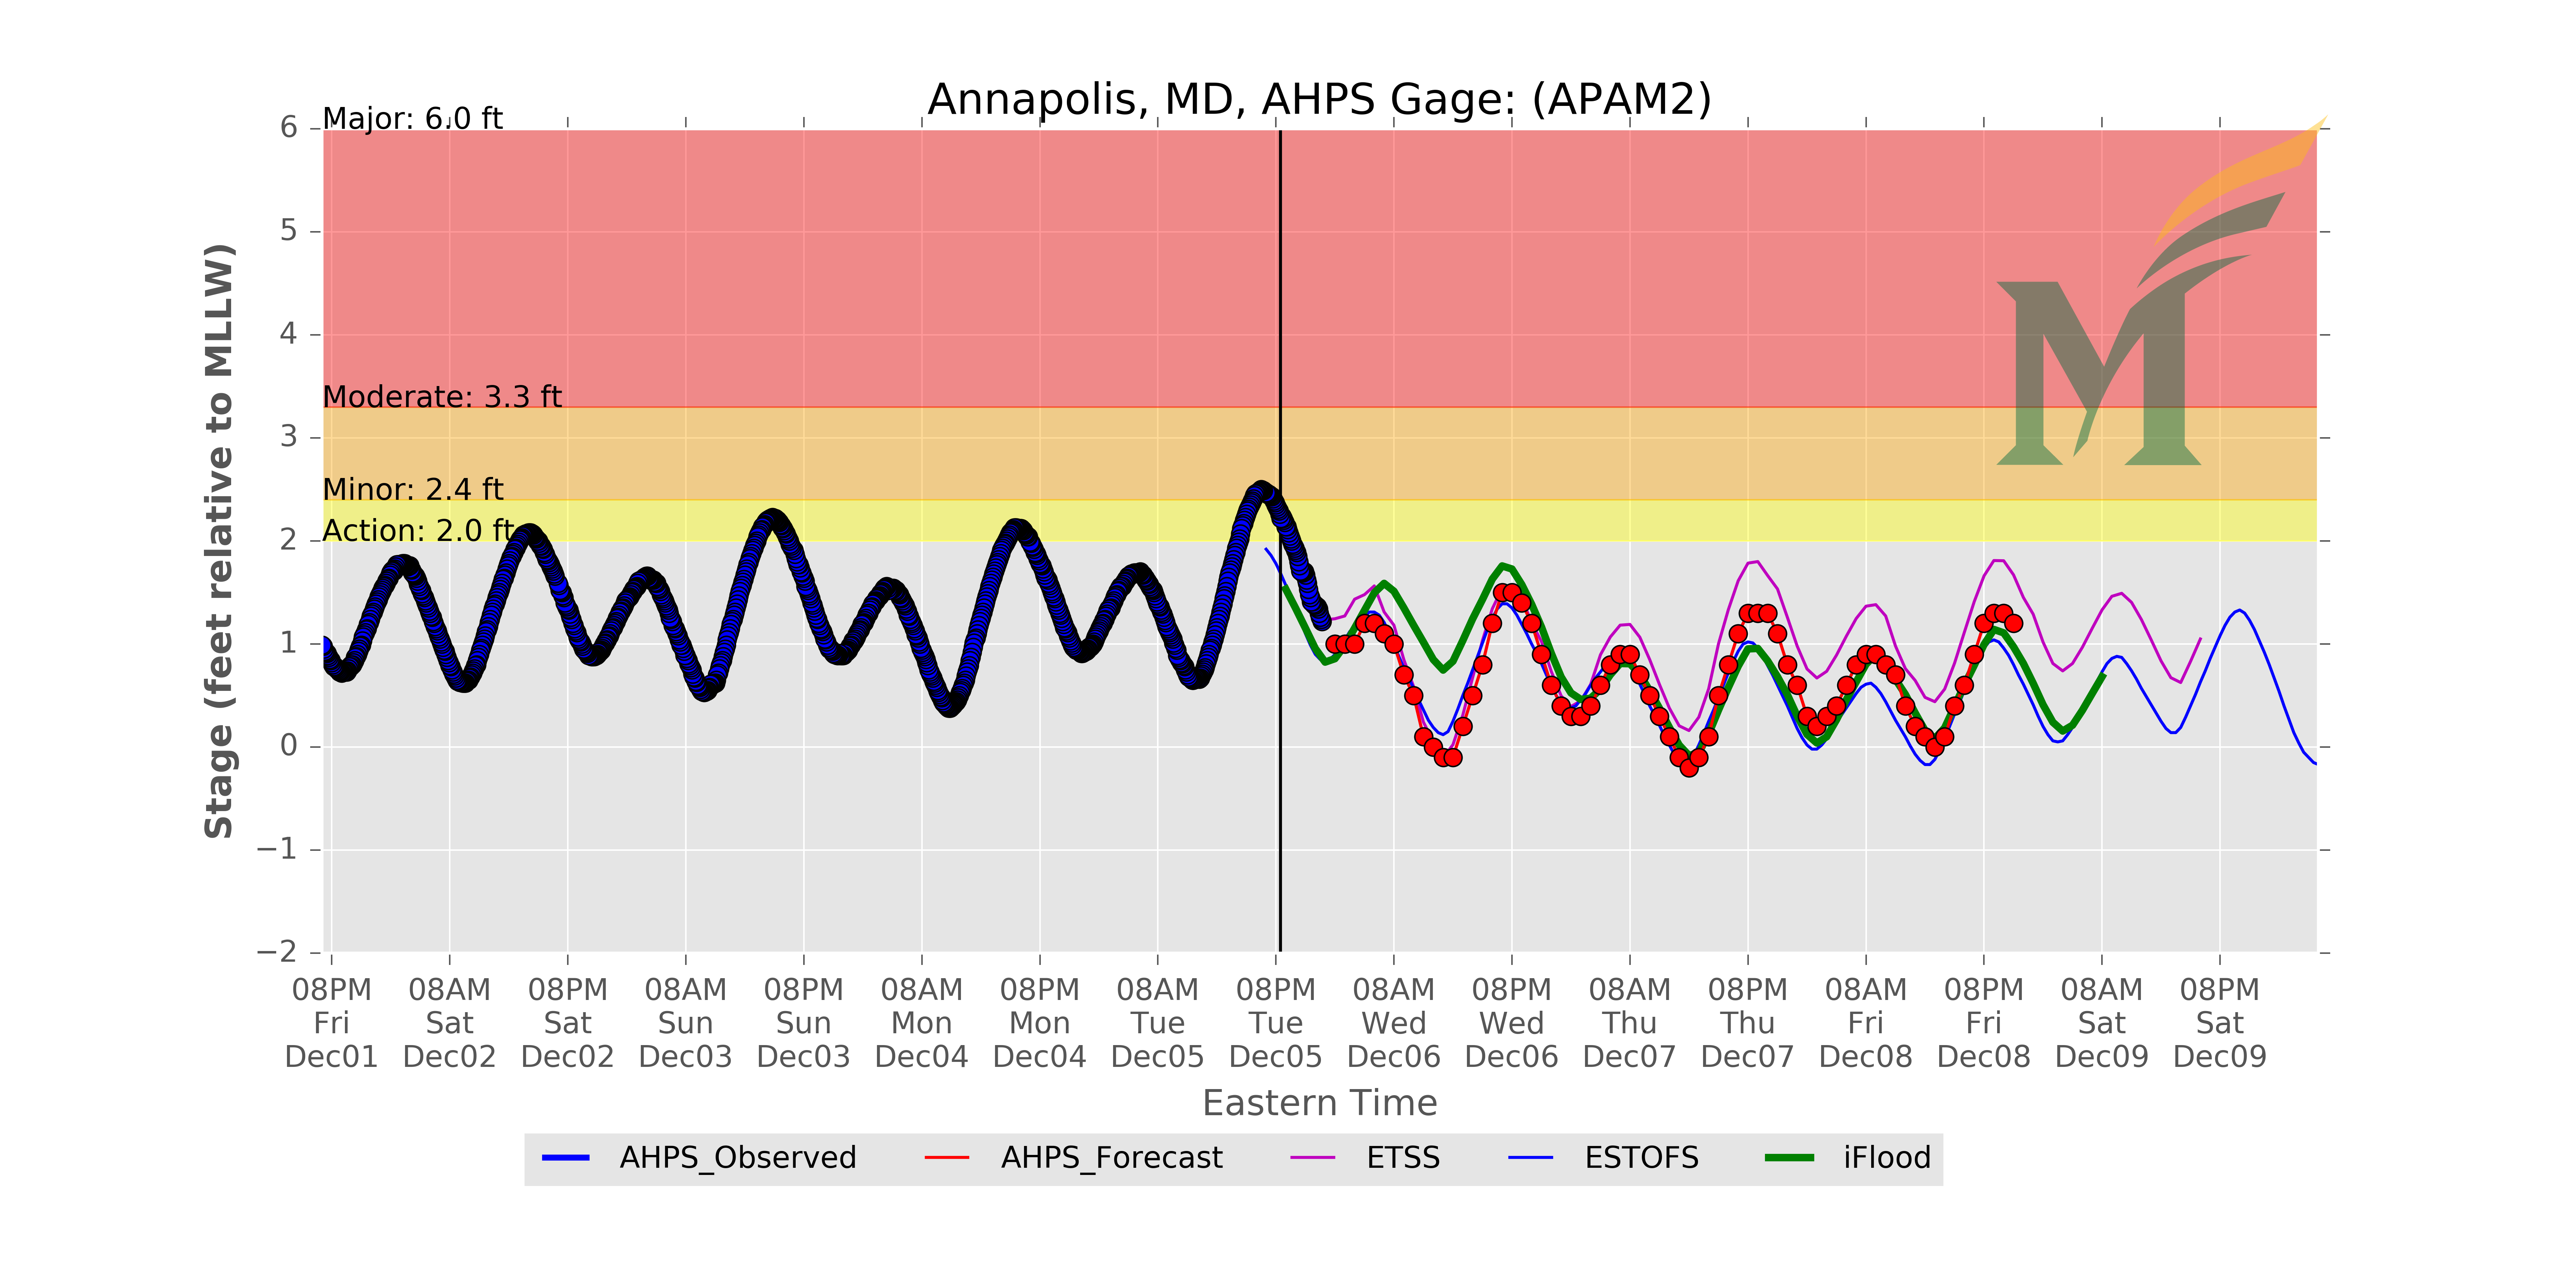 Annapolis, MD, AHPS Gage: (APAM2)
Major: 6.0 ft
Moderate: 3.3 ft
Minor: 2.4 ft
Action: 2.0 ft
Stage (feet relative to MLLW)
6
5
4
3
2
1
0
−1
−2
08PM 08AM 08PM 08AM 08PM 08AM 08PM 08AM 08PM 08AM 08PM 08AM 08PM 08AM 08PM 08AM 08PM
Fri Sat Sat Sun Sun Mon Mon Tue Tue Wed Wed Thu Thu Fri Fri Sat Sat
Dec01 Dec02 Dec02 Dec03 Dec03 Dec04 Dec04 Dec05 Dec05 Dec06 Dec06 Dec07 Dec07 Dec08 Dec08 Dec09 Dec09
Eastern Time
AHPS_Observed AHPS_Forecast ETSS ESTOFS iFlood
M